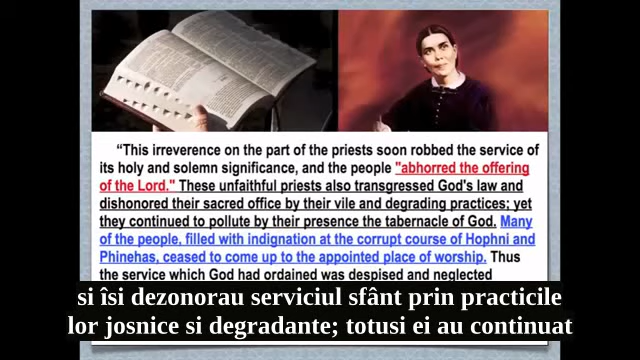 “This irreverence on the part of the priests soon robbed the service of
its holy and solemn significance, and the people "abhorred the offering
of the Lord." These unfaithful priests also transgressed God's law and
dishonored their sacred office by their vile and degrading practices; yet
they continued to pollute by their presence the tabernacle of God. Many
of the people, filled with indignation at the corrupt course of Hophni and
Phinehas, ceased to come up to the appointed place of worship. Thus
the service which God had ordained was despised and neglected
si îsi dezonorau serviciul sfânt prin practicile
lor josnice si degradante; totusi ei au continuat